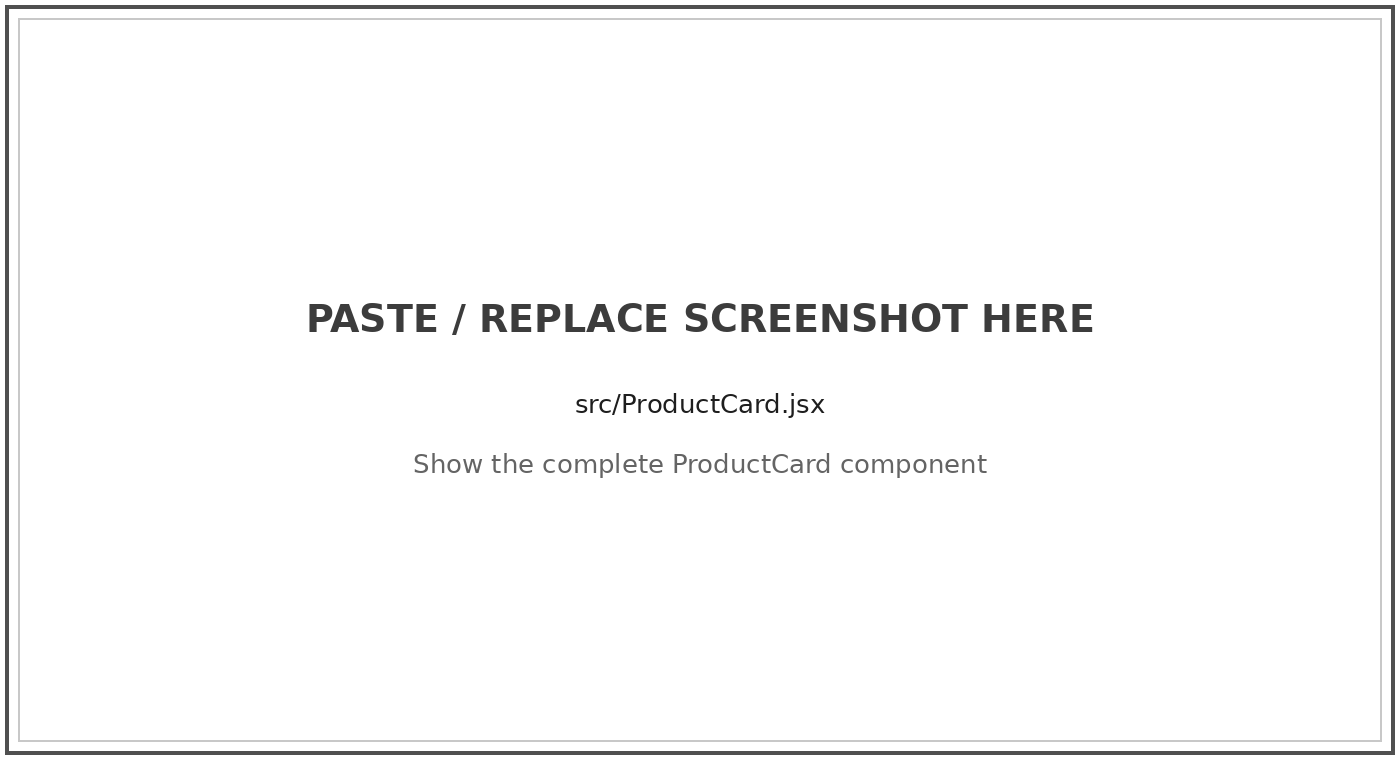 PASTE / REPLACE SCREENSHOT HERE
src/ProductCard.jsx
Show the complete ProductCard component